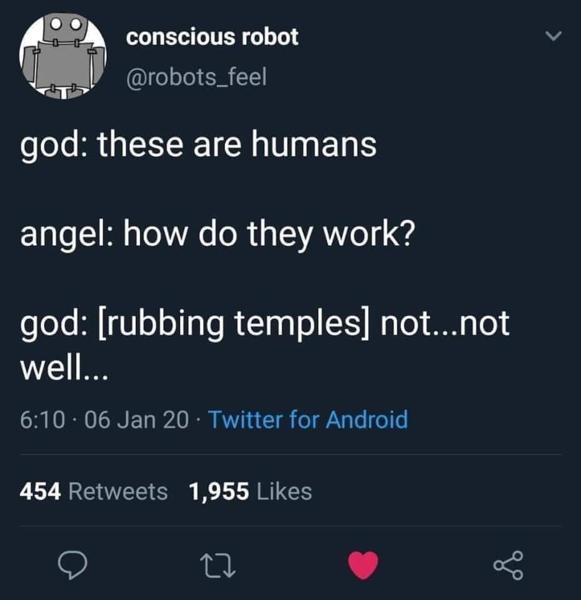 conscious robot
@robots_feel
god: these are humans
angel: how do they work?
god: [rubbing temples] not...not
well...
6:10 · 06 Jan 20 · Twitter for Android
454 Retweets 1,955 Likes